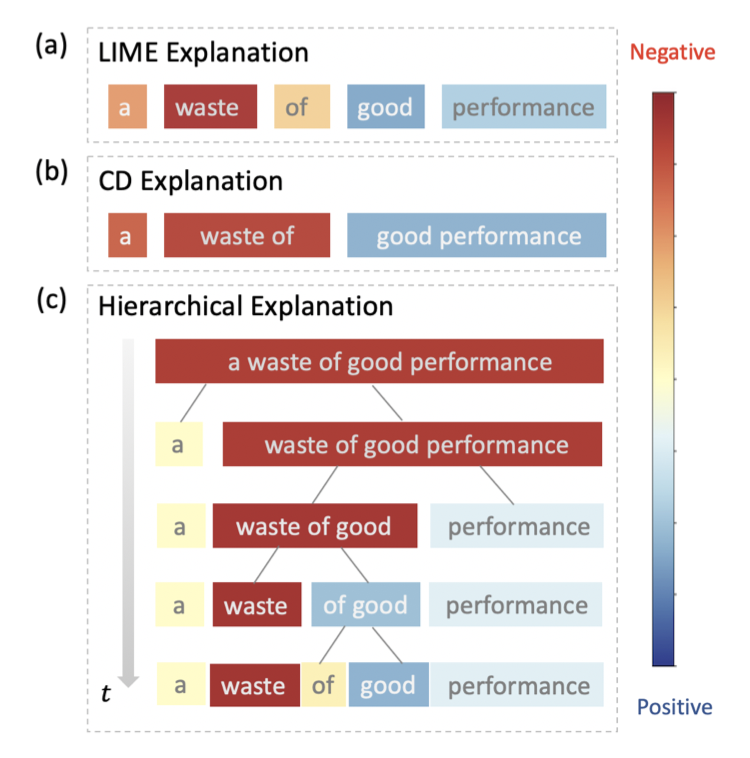 (a)
LIME Explanation
a waste of good performance
Negative
(b)
CD Explanation
a waste of good performance
(c)
Hierarchical Explanation
a waste of good performance
a waste of good performance
a waste of good performance
a waste of good performance
a waste of good performance
t
Positive